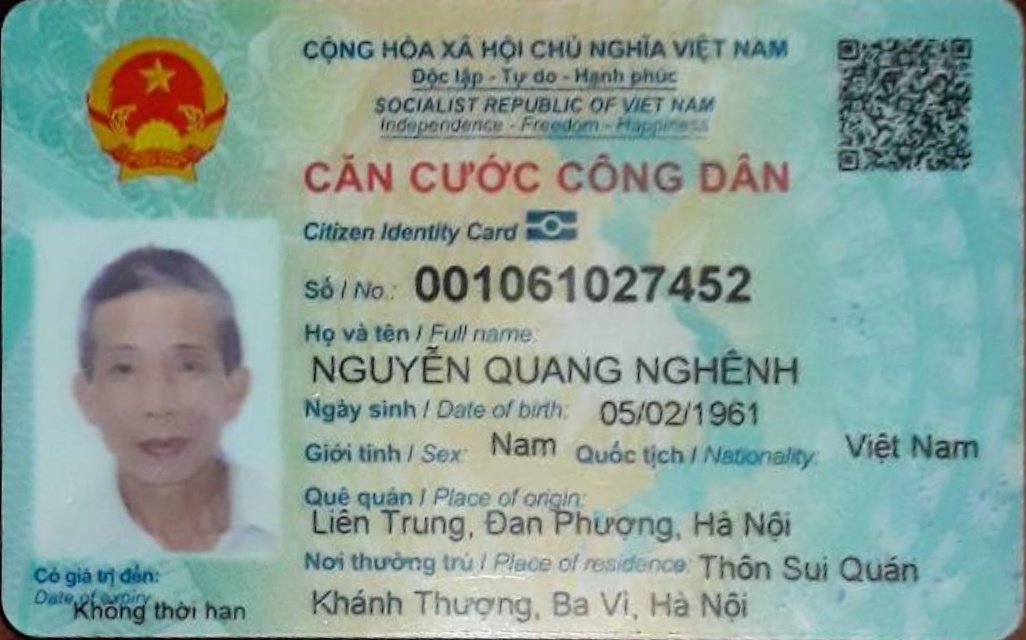 CỘNG HÒA XÃ HỘI CHỦ NGHĨA VIỆT NAM
Độc lập - Tự do - Hạnh phúc
SOCIALIST REPUBLIC OF VIET NAM
Independence - Freedom - Happiness
CĂN CƯỚC CÔNG DÂN
Citizen Identity Card
Số / No.: 001061027452
Họ và tên / Full name:
NGUYỄN QUANG NGHÊNH
Ngày sinh / Date of birth: 05/02/1961
Giới tính / Sex: Nam Quốc tịch / Nationality: Việt Nam
Quê quán / Place of origin:
Liên Trung, Đan Phượng, Hà Nội
Nơi thường trú / Place of residence: Thôn Sui Quán
Khánh Thượng, Ba Vì, Hà Nội
Có giá trị đến:
Date of expiry
Không thời hạn